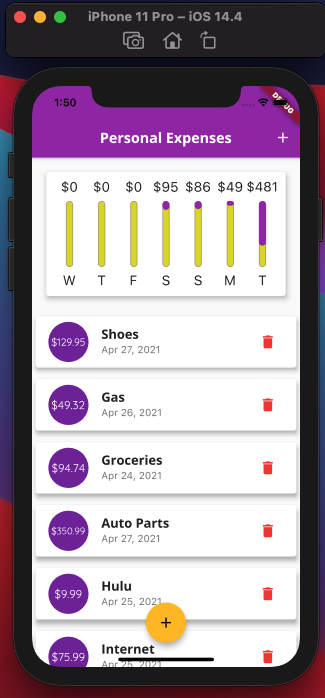 iPhone 11 Pro – iOS 14.4
1:50
DEBUG
Personal Expenses
+
$0 $0 $0 $95 $86 $49 $481
W T F S S M T
$129.95
Shoes
Apr 27, 2021
$49.32
Gas
Apr 26, 2021
$94.74
Groceries
Apr 24, 2021
$350.99
Auto Parts
Apr 27, 2021
$9.99
Hulu
Apr 25, 2021
+
$75.99
Internet
Apr 25, 2021